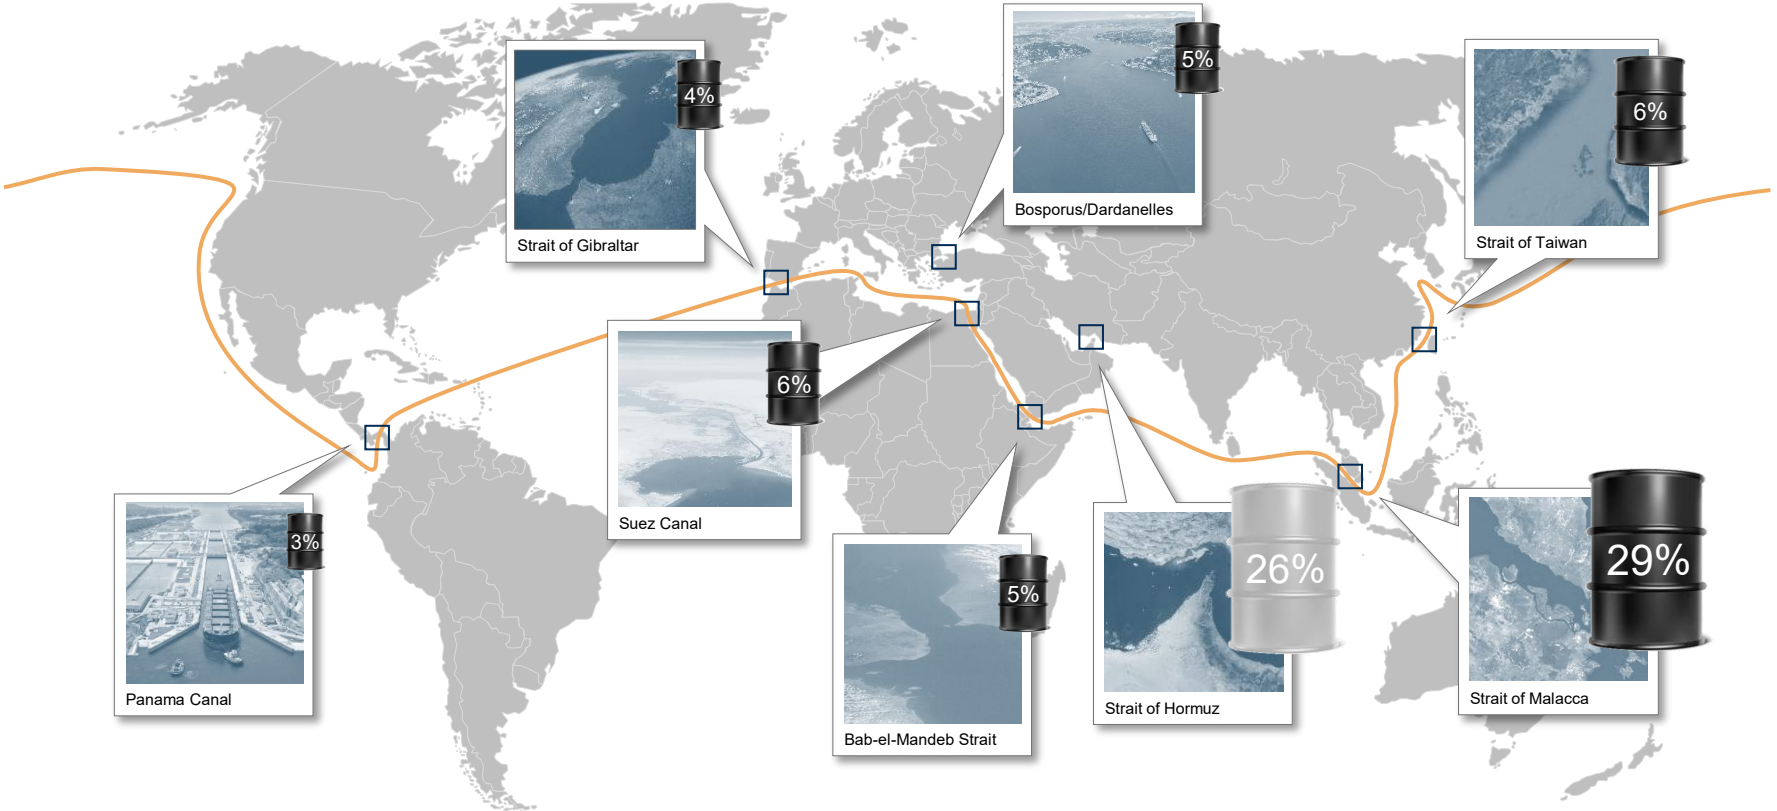 5%
Bosporus/Dardanelles
4%
Strait of Gibraltar
6%
Strait of Taiwan
6%
Suez Canal
3%
Panama Canal
5%
Bab-el-Mandeb Strait
26%
Strait of Hormuz
29%
Strait of Malacca